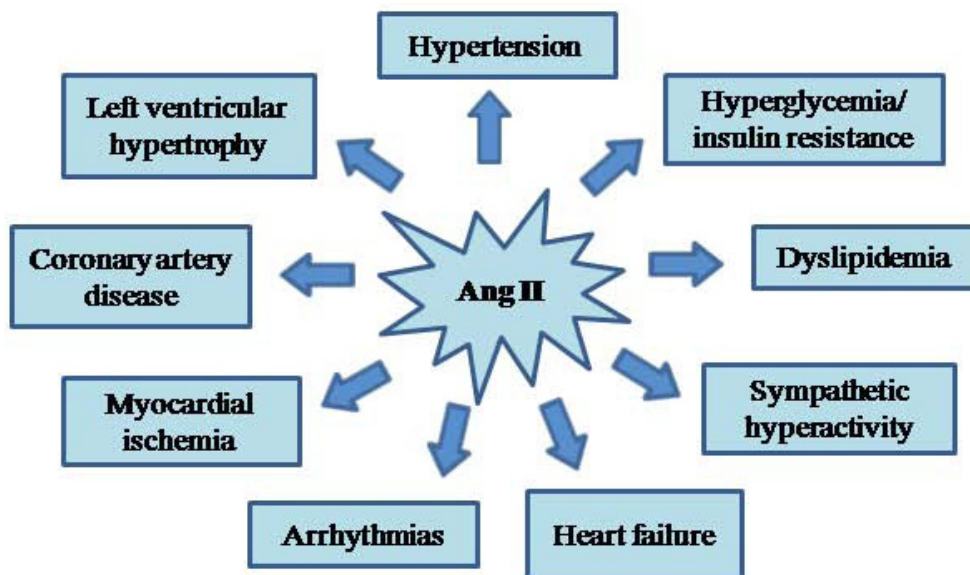 Hypertension
Hyperglycemia/
insulin resistance
Dyslipidemia
Sympathetic
hyperactivity
Heart failure
Arrhythmias
Myocardial
ischemia
Coronary artery
disease
Left ventricular
hypertrophy
Ang II